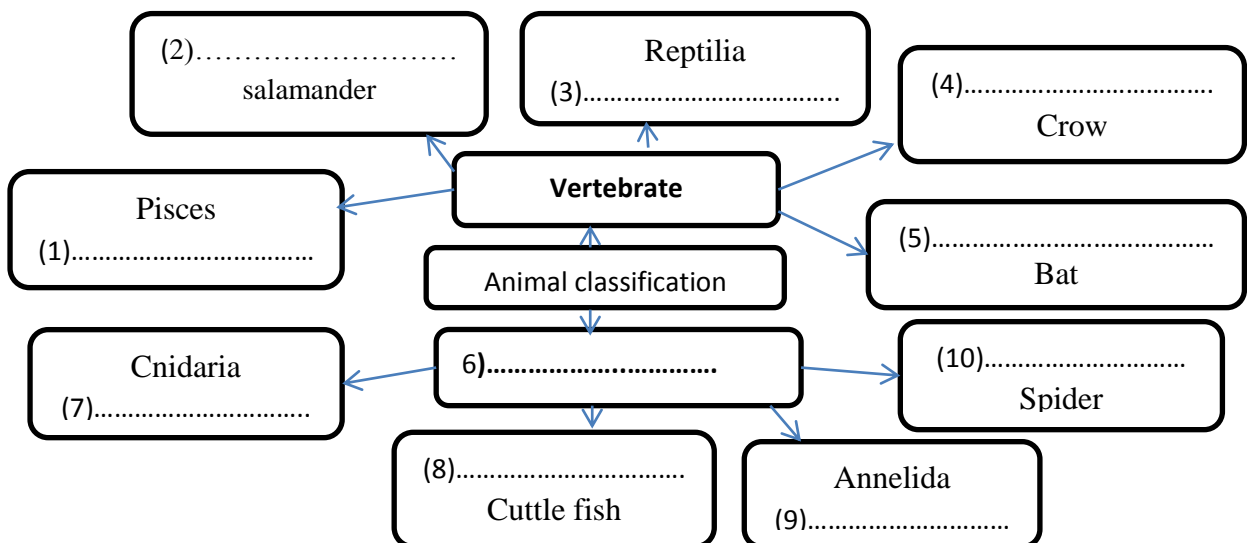 (2)..............................
salamander
Reptilia
(3)......................................
(4)....................................
Crow
Vertebrate
Pisces
(1)....................................
(5).........................................
Bat
Animal classification
Cnidaria
(7)................................
6).....................................
(10)..............................
Spider
(8)..................................
Cuttle fish
Annelida
(9)..............................